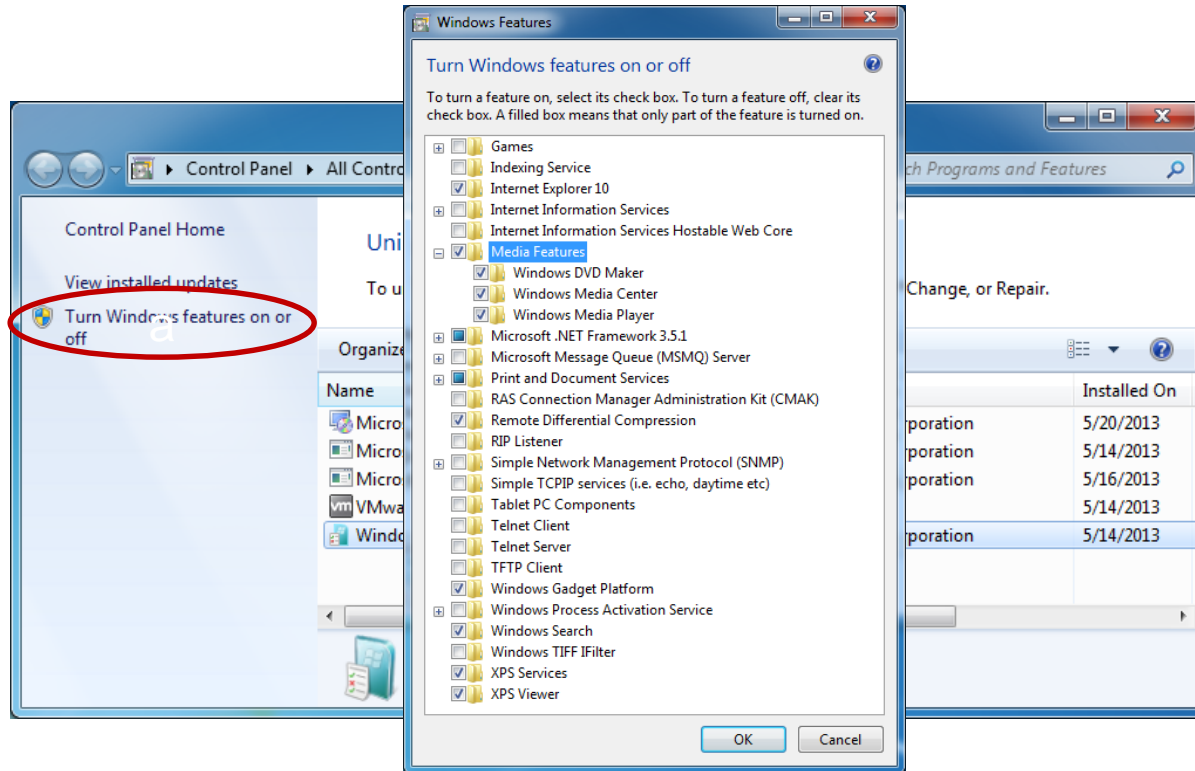 Windows Features
Turn Windows features on or off
To turn a feature on, select its check box. To turn a feature off, clear its
check box. A filled box means that only part of the feature is turned on.
Games
Indexing Service
Internet Explorer 10
Internet Information Services
Internet Information Services Hostable Web Core
Media Features
Windows DVD Maker
Windows Media Center
Windows Media Player
Microsoft .NET Framework 3.5.1
Microsoft Message Queue (MSMQ) Server
Print and Document Services
RAS Connection Manager Administration Kit (CMAK)
Remote Differential Compression
RIP Listener
Simple Network Management Protocol (SNMP)
Simple TCPIP services (i.e. echo, daytime etc)
Tablet PC Components
Telnet Client
Telnet Server
TFTP Client
Windows Gadget Platform
Windows Process Activation Service
Windows Search
Windows TIFF IFilter
XPS Services
XPS Viewer
OK Cancel
Control Panel All Contro
ch Programs and Features
Control Panel Home
View installed updates
Turn Windows features on or
off
a
Uni
To u
Change, or Repair.
Organize
Name
Installed On
Micros
rporation 5/20/2013
Micros
rporation 5/14/2013
Micros
rporation 5/16/2013
vm VMwa
5/14/2013
Windo
rporation 5/14/2013